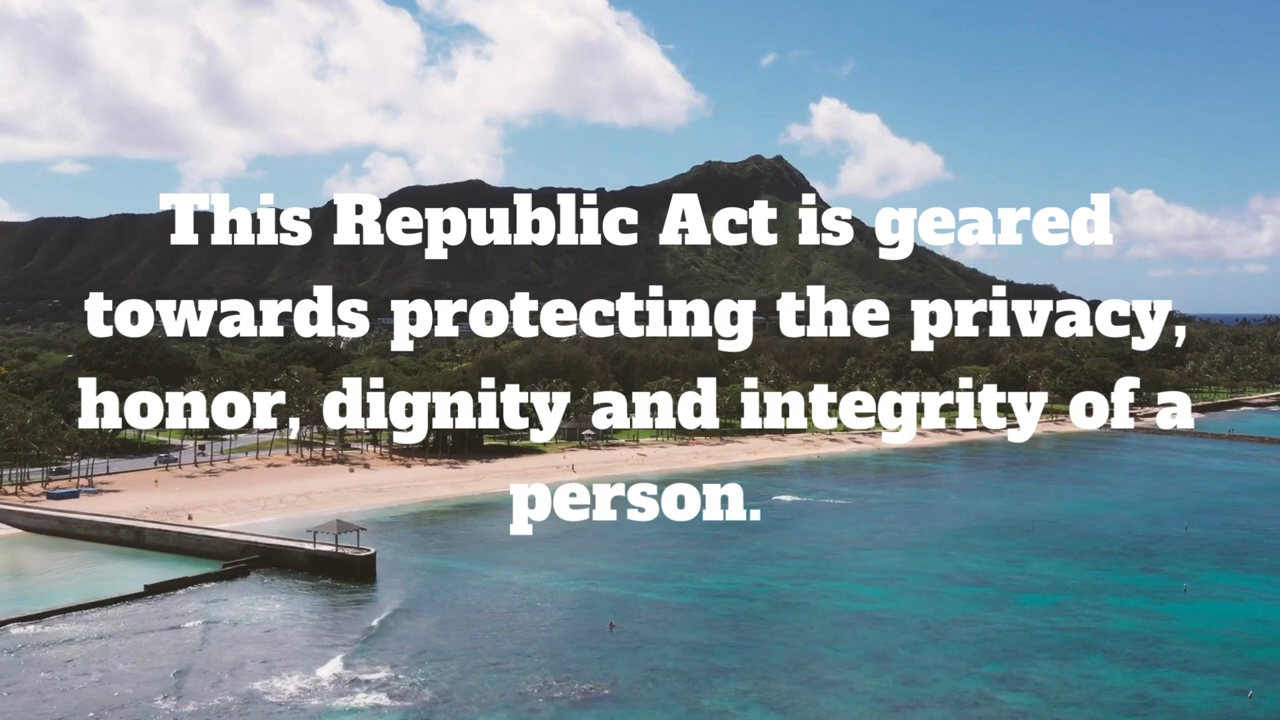 This Republic Act is geared
towards protecting the privacy,
honor, dignity and integrity of a
person.